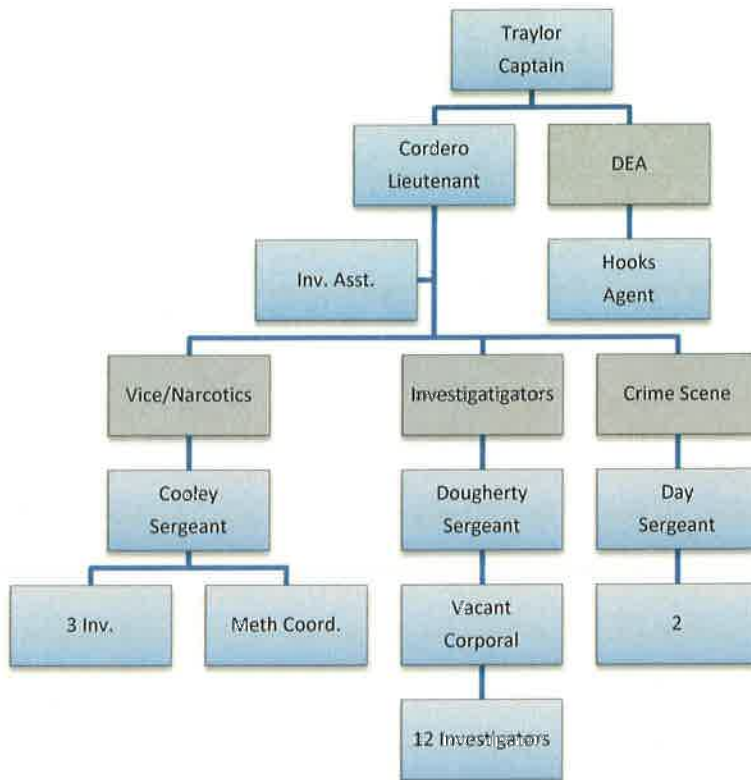 Traylor
Captain
Cordero
Lieutenant
DEA
Inv. Asst.
Hooks
Agent
Vice/Narcotics
Investigatigators
Crime Scene
Cooley
Sergeant
Dougherty
Sergeant
Day
Sergeant
3 Inv.
Meth Coord.
Vacant
Corporal
2
12 Investigators